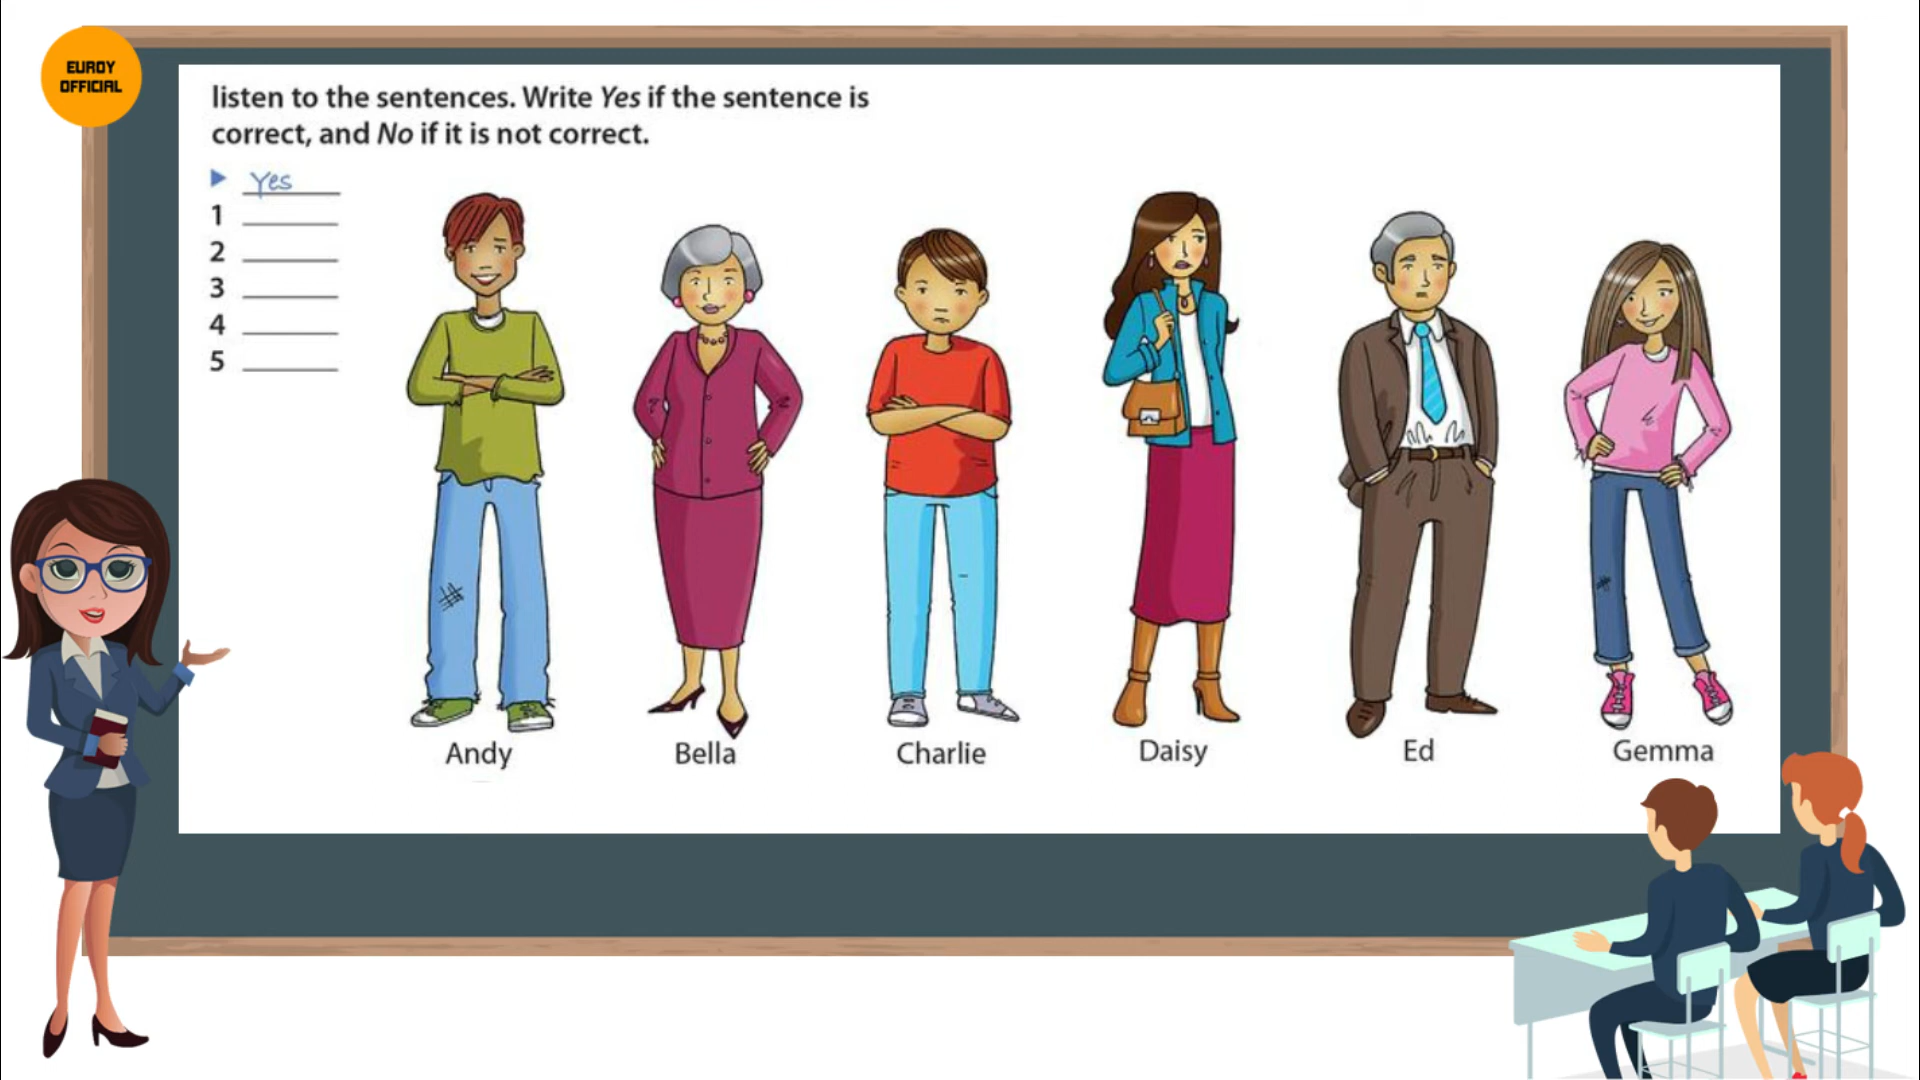 EUROY
OFFICIAL
listen to the sentences. Write Yes if the sentence is
correct, and No if it is not correct.
Yes
1
2
3
4
5
Andy
Bella
Charlie
Daisy
Ed
Gemma